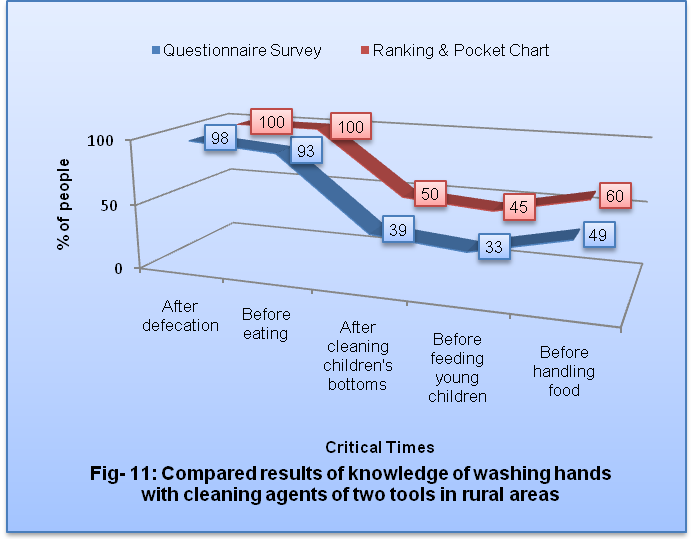 Questionnaire Survey
Ranking & Pocket Chart
% of people
100
50
0
98
93
39
33
49
100
100
50
45
60
After
defecation
Before
eating
After
cleaning
children's
bottoms
Before
feeding
young
children
Before
handling
food
Critical Times
Fig- 11: Compared results of knowledge of washing hands
with cleaning agents of two tools in rural areas